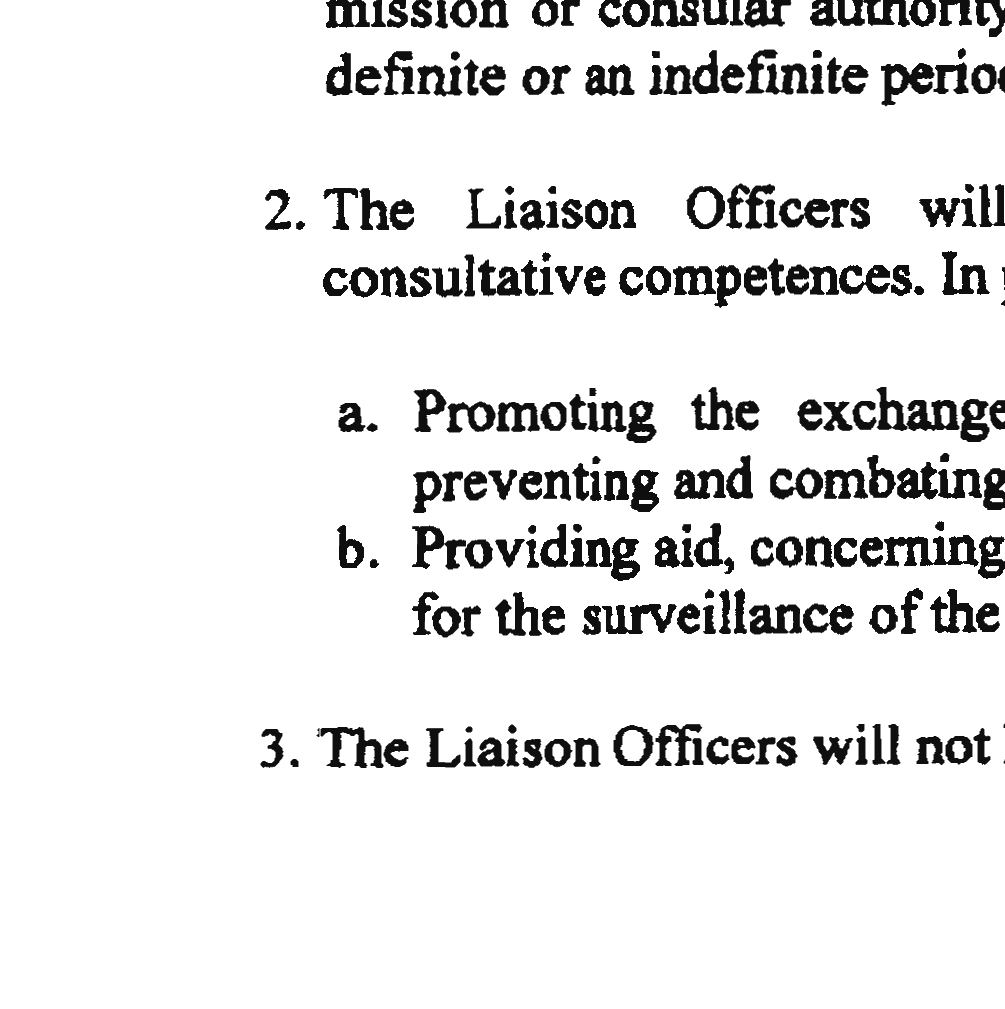 mission or consular authority
definite or an indefinite
2. The Liaison Officers will
consultative competences. In
a. Promoting the exchange
preventing and combating
b. Providing aid, concerning
for the surveillance of the
3. The Liaison Officers will not